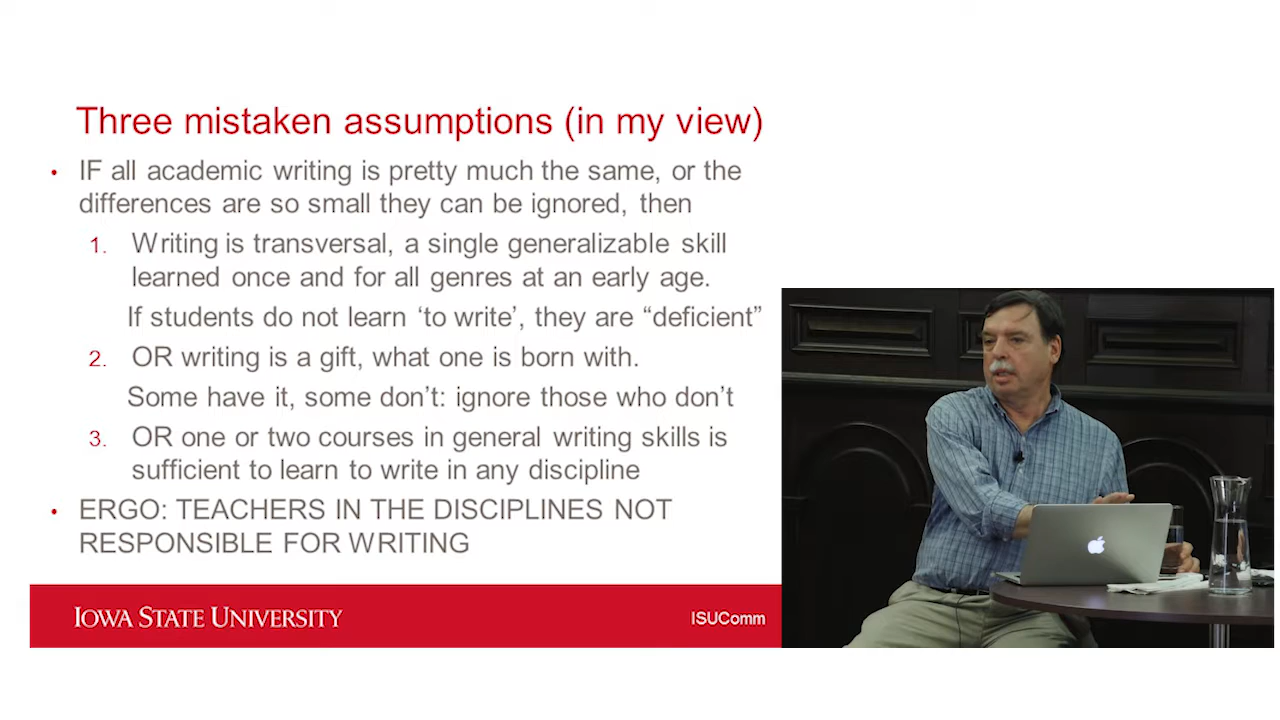 Three mistaken assumptions (in my view)
• IF all academic writing is pretty much the same, or the
differences are so small they can be ignored, then
1. Writing is transversal, a single generalizable skill
learned once and for all genres at an early age.
If students do not learn ‘to write’, they are “deficient”
2. OR writing is a gift, what one is born with.
Some have it, some don’t: ignore those who don’t
3. OR one or two courses in general writing skills is
sufficient to learn to write in any discipline
• ERGO: TEACHERS IN THE DISCIPLINES NOT
RESPONSIBLE FOR WRITING
IOWA STATE UNIVERSITY
ISUComm